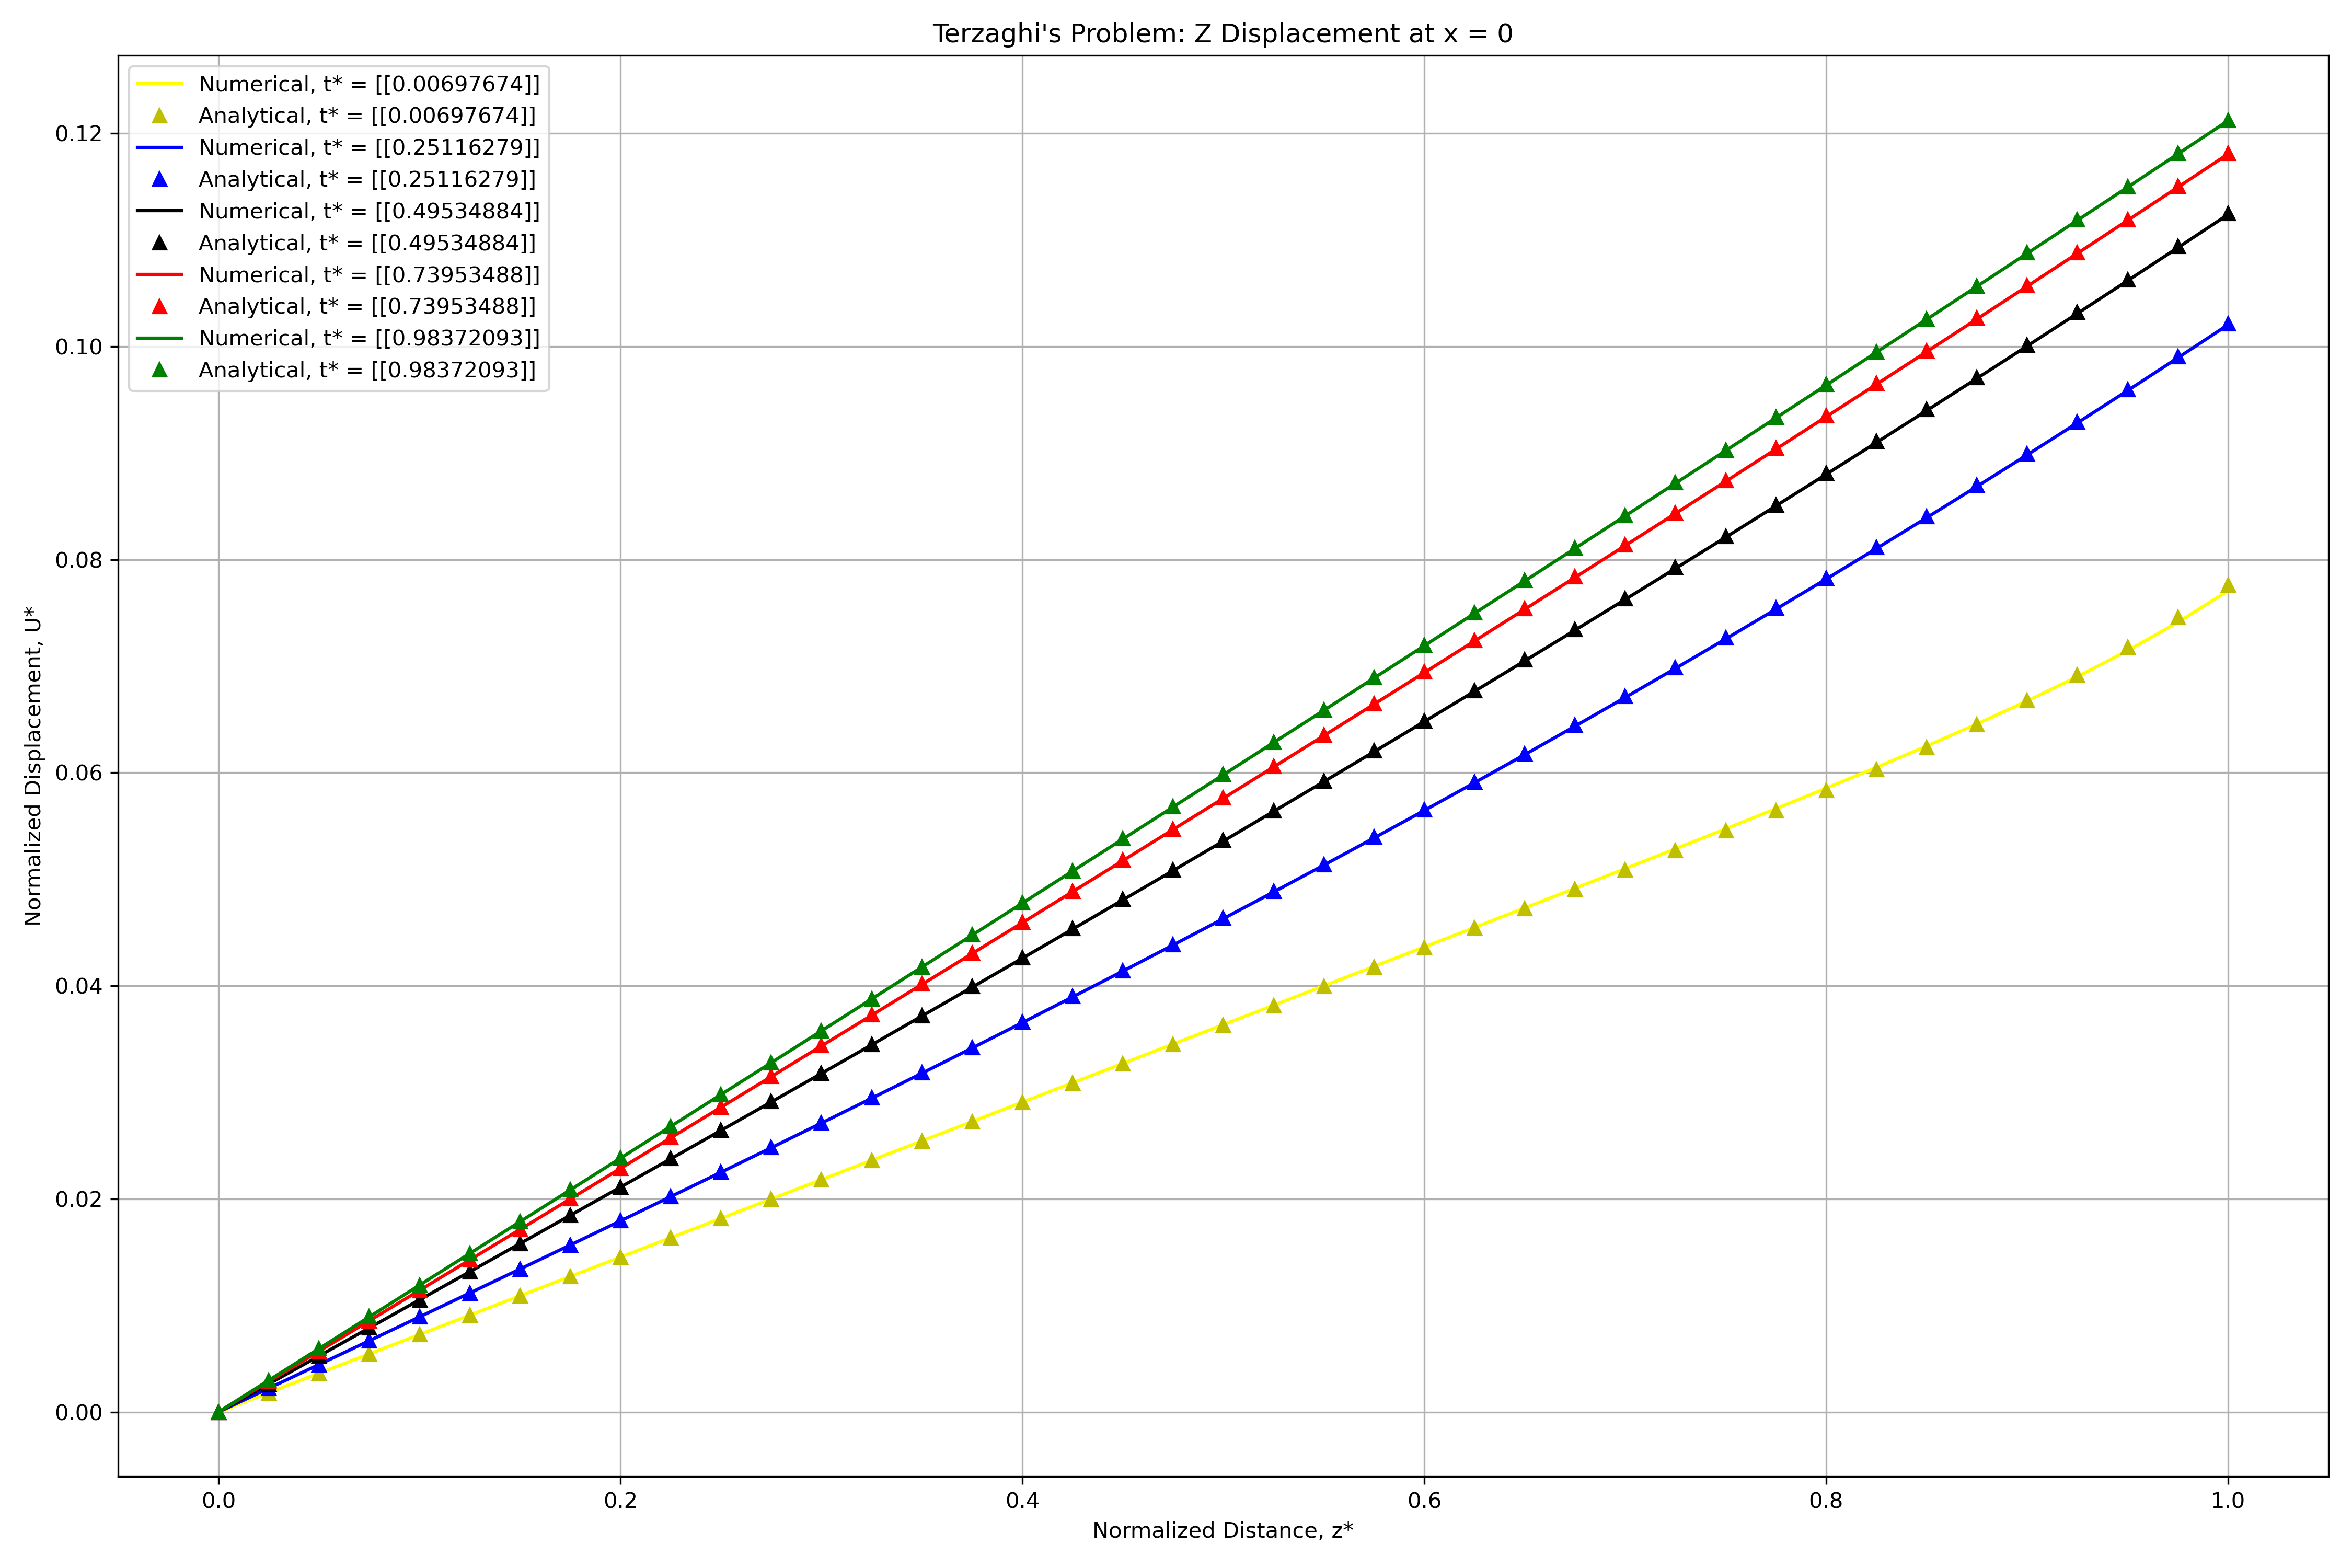 Terzaghi's Problem: Z Displacement at x = 0
Numerical, t* = [[0.00697674]]
Analytical, t* = [[0.00697674]]
Numerical, t* = [[0.25116279]]
Analytical, t* = [[0.25116279]]
Numerical, t* = [[0.49534884]]
Analytical, t* = [[0.49534884]]
Numerical, t* = [[0.73953488]]
Analytical, t* = [[0.73953488]]
Numerical, t* = [[0.98372093]]
Analytical, t* = [[0.98372093]]
Normalized Displacement, U*
0.12
0.10
0.08
0.06
0.04
0.02
0.00
0.0 0.2 0.4 0.6 0.8 1.0
Normalized Distance, z*